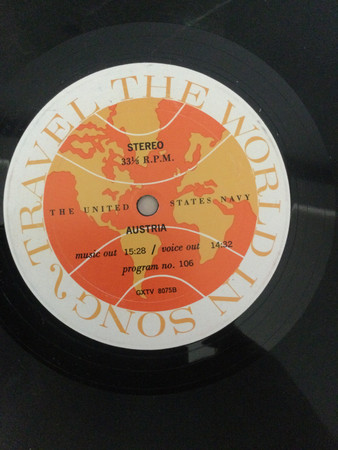 TRAVEL THE WORLD IN SONG
STEREO
33⅓ R.P.M.
THE UNITED STATES NAVY
AUSTRIA
music out 15:28 / voice out 14:32
program no. 106
GXTV 8075B